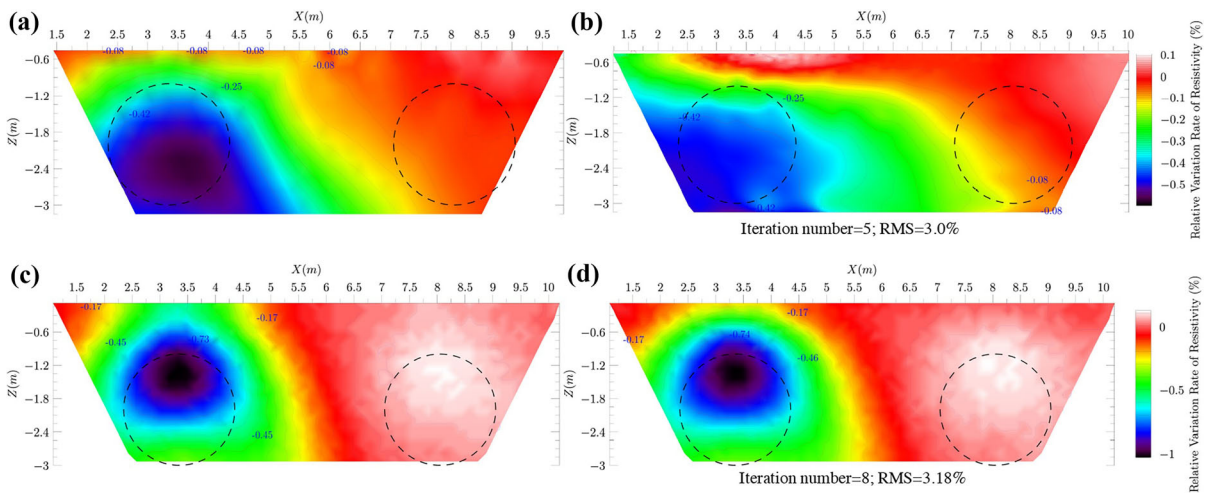 (a)
X(m)
1.5 2 2.5 3 3.5 4 4.5 5 5.5 6 6.5 7 7.5 8 8.5 9 9.5
-0.08 -0.08 -0.08 -0.08
-0.08
-0.25
-0.42
Z(m)
−0.6
−1.2
−1.8
−2.4
−3
(b)
X(m)
1.5 2 2.5 3 3.5 4 4.5 5 5.5 6 6.5 7 7.5 8 8.5 9 9.5 10
-0.25
-0.42
-0.08
-0.42
-0.08
Z(m)
−0.6
−1.2
−1.8
−2.4
−3
Iteration number=5; RMS=3.0%
0.1
0
−0.1
−0.2
−0.3
−0.4
−0.5
Relative Variation Rate of Resistivity (%)
(c)
X(m)
1.5 2 2.5 3 3.5 4 4.5 5 5.5 6 6.5 7 7.5 8 8.5 9 9.5 10
-0.17 -0.17
-0.45 -0.73
-0.45
Z(m)
−0.6
−1.2
−1.8
−2.4
−3
(d)
X(m)
1.5 2 2.5 3 3.5 4 4.5 5 5.5 6 6.5 7 7.5 8 8.5 9 9.5 10
-0.17
-0.17 -0.74
-0.46
Z(m)
−0.6
−1.2
−1.8
−2.4
−3
Iteration number=8; RMS=3.18%
0
−0.5
−1
Relative Variation Rate of Resistivity (%)